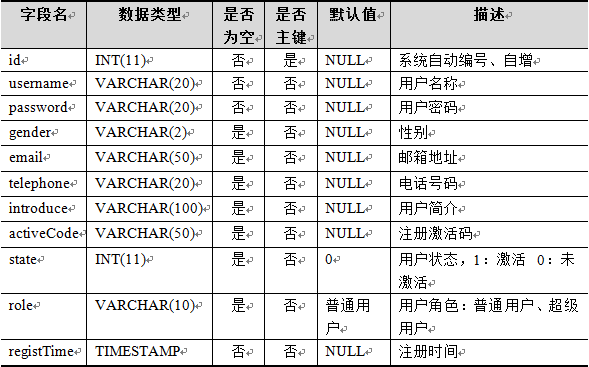 字段名 数据类型 是否为空 是否主键 默认值 描述
id INT(11) 否 是 NULL 系统自动编号、自增
username VARCHAR(20) 否 否 NULL 用户名称
password VARCHAR(20) 否 否 NULL 用户密码
gender VARCHAR(2) 是 否 NULL 性别
email VARCHAR(50) 是 否 NULL 邮箱地址
telephone VARCHAR(20) 是 否 NULL 电话号码
introduce VARCHAR(100) 是 否 NULL 用户简介
activeCode VARCHAR(50) 是 否 NULL 注册激活码
state INT(11) 是 否 0 用户状态，1：激活 0：未激活
role VARCHAR(10) 是 否 普通用户 用户角色：普通用户、超级用户
registTime TIMESTAMP 否 否 NULL 注册时间